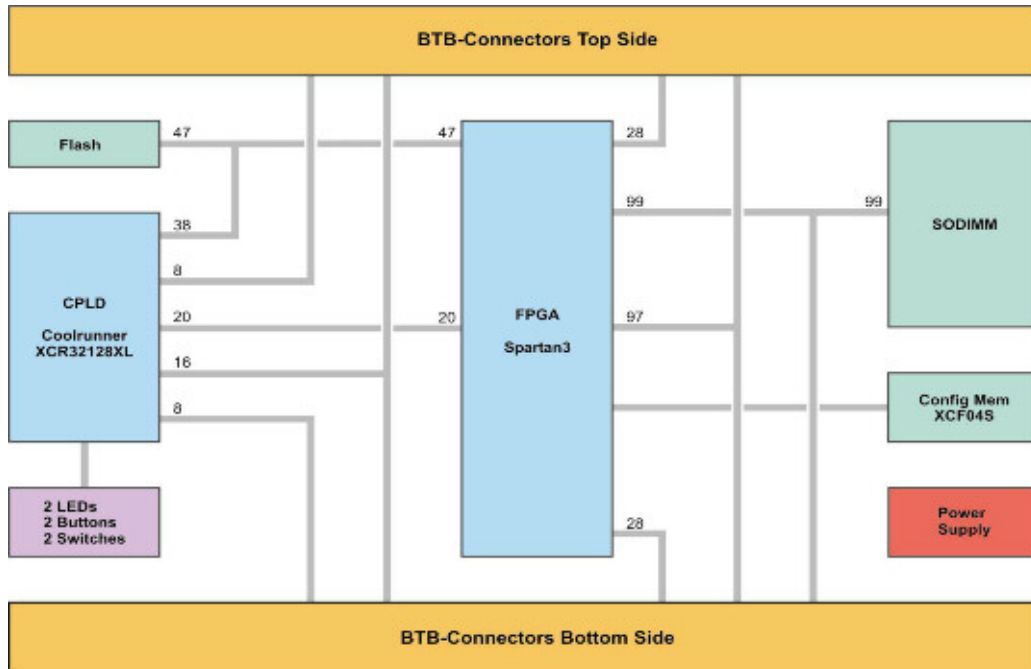 BTB-Connectors Top Side
47
47
28
Flash
99
99
38
SODIMM
8
CPLD
Coolrunner
XCR32128XL
20
20
FPGA
Spartan3
97
16
8
Config Mem
XCF04S
2 LEDs
2 Buttons
2 Switches
28
Power
Supply
BTB-Connectors Bottom Side